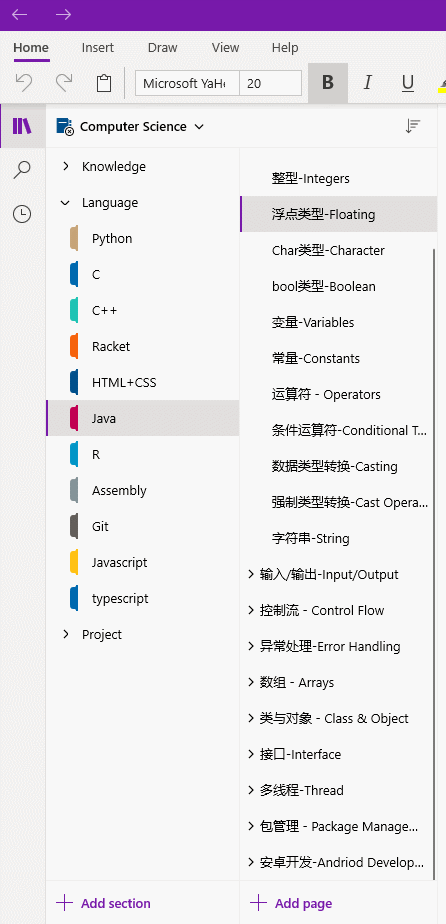 Home Insert Draw View Help
Microsoft YaHe 20 B I U
Computer Science
Knowledge
Language
Python
C
C++
Racket
HTML+CSS
Java
R
Assembly
Git
Javascript
typescript
Project
Add section
整型-Integers
浮点类型-Floating
Char类型-Character
bool类型-Boolean
变量-Variables
常量-Constants
运算符 - Operators
条件运算符-Conditional T...
数据类型转换-Casting
强制类型转换-Cast Opera...
字符串-String
输入/输出-Input/Output
控制流 - Control Flow
异常处理-Error Handling
数组 - Arrays
类与对象 - Class & Object
接口-Interface
多线程-Thread
包管理 - Package Manage...
安卓开发-Andriod Develop...
Add page